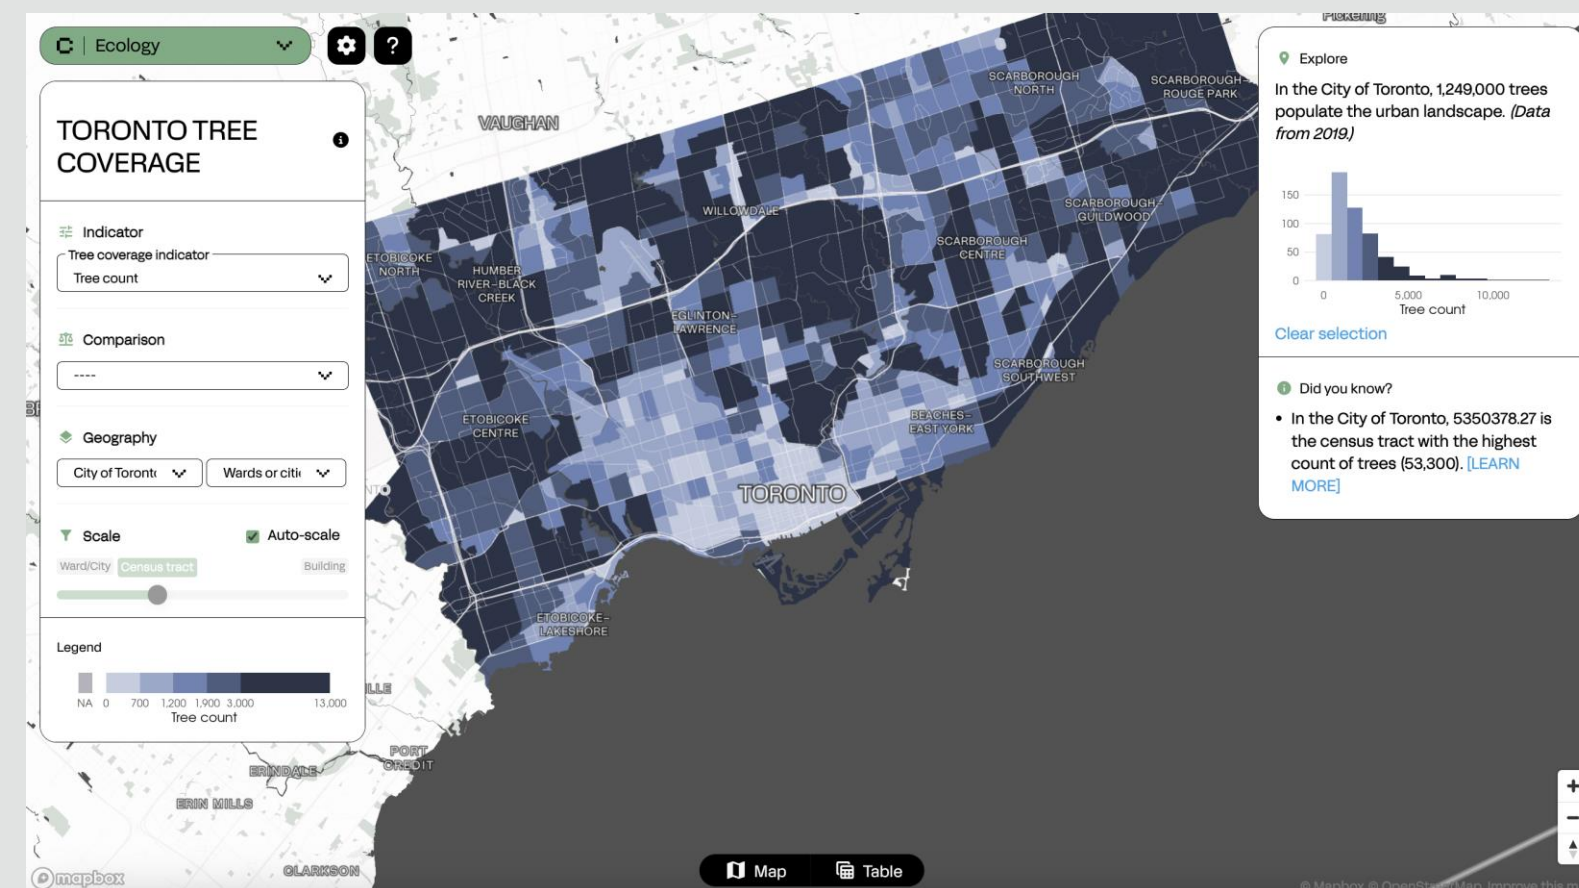 Ecology
?
TORONTO TREE
COVERAGE
Indicator
Tree coverage indicator
Tree count
Comparison
----
Geography
City of Toront
Wards or citi
Scale
Auto-scale
Ward/City
Census tract
Building
Legend
NA 0 700 1,200 1,900 3,000 13,000
Tree count
VAUGHAN
Pickering
SCARBOROUGH
NORTH
SCARBOROUGH-
ROUGE PARK
WILLOWDALE
SCARBOROUGH-
GUILDWOOD
ETOBICOKE
NORTH
HUMBER
RIVER-BLACK
CREEK
SCARBOROUGH
CENTRE
EGLINTON-
LAWRENCE
SCARBOROUGH
SOUTHWEST
ETOBICOKE
CENTRE
BEACHES-
EAST YORK
TORONTO
ETOBICOKE-
LAKESHORE
PORT
CREDIT
ERINDALE
ERIN MILLS
CLARKSON
mapbox
Map
Table
Explore
In the City of Toronto, 1,249,000 trees
populate the urban landscape. (Data
from 2019.)
150
100
50
0
0 5,000 10,000
Tree count
Clear selection
Did you know?
• In the City of Toronto, 5350378.27 is
the census tract with the highest
count of trees (53,300). [LEARN
MORE]
© Mapbox © OpenStreetMap Improve this m